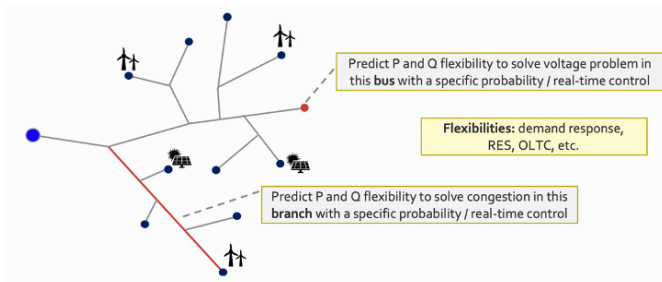 Predict P and Q flexibility to solve voltage problem in
this bus with a specific probability / real-time control
Flexibilities: demand response,
RES, OLTC, etc.
Predict P and Q flexibility to solve congestion in this
branch with a specific probability / real-time control